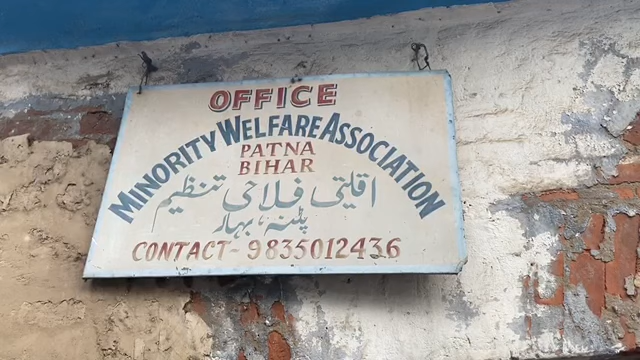 OFFICE
MINORITY WELFARE ASSOCIATION
PATNA
BIHAR
اقلیتی فلاحی تنظیم
پٹنہ، بہار
CONTACT- 9835012436